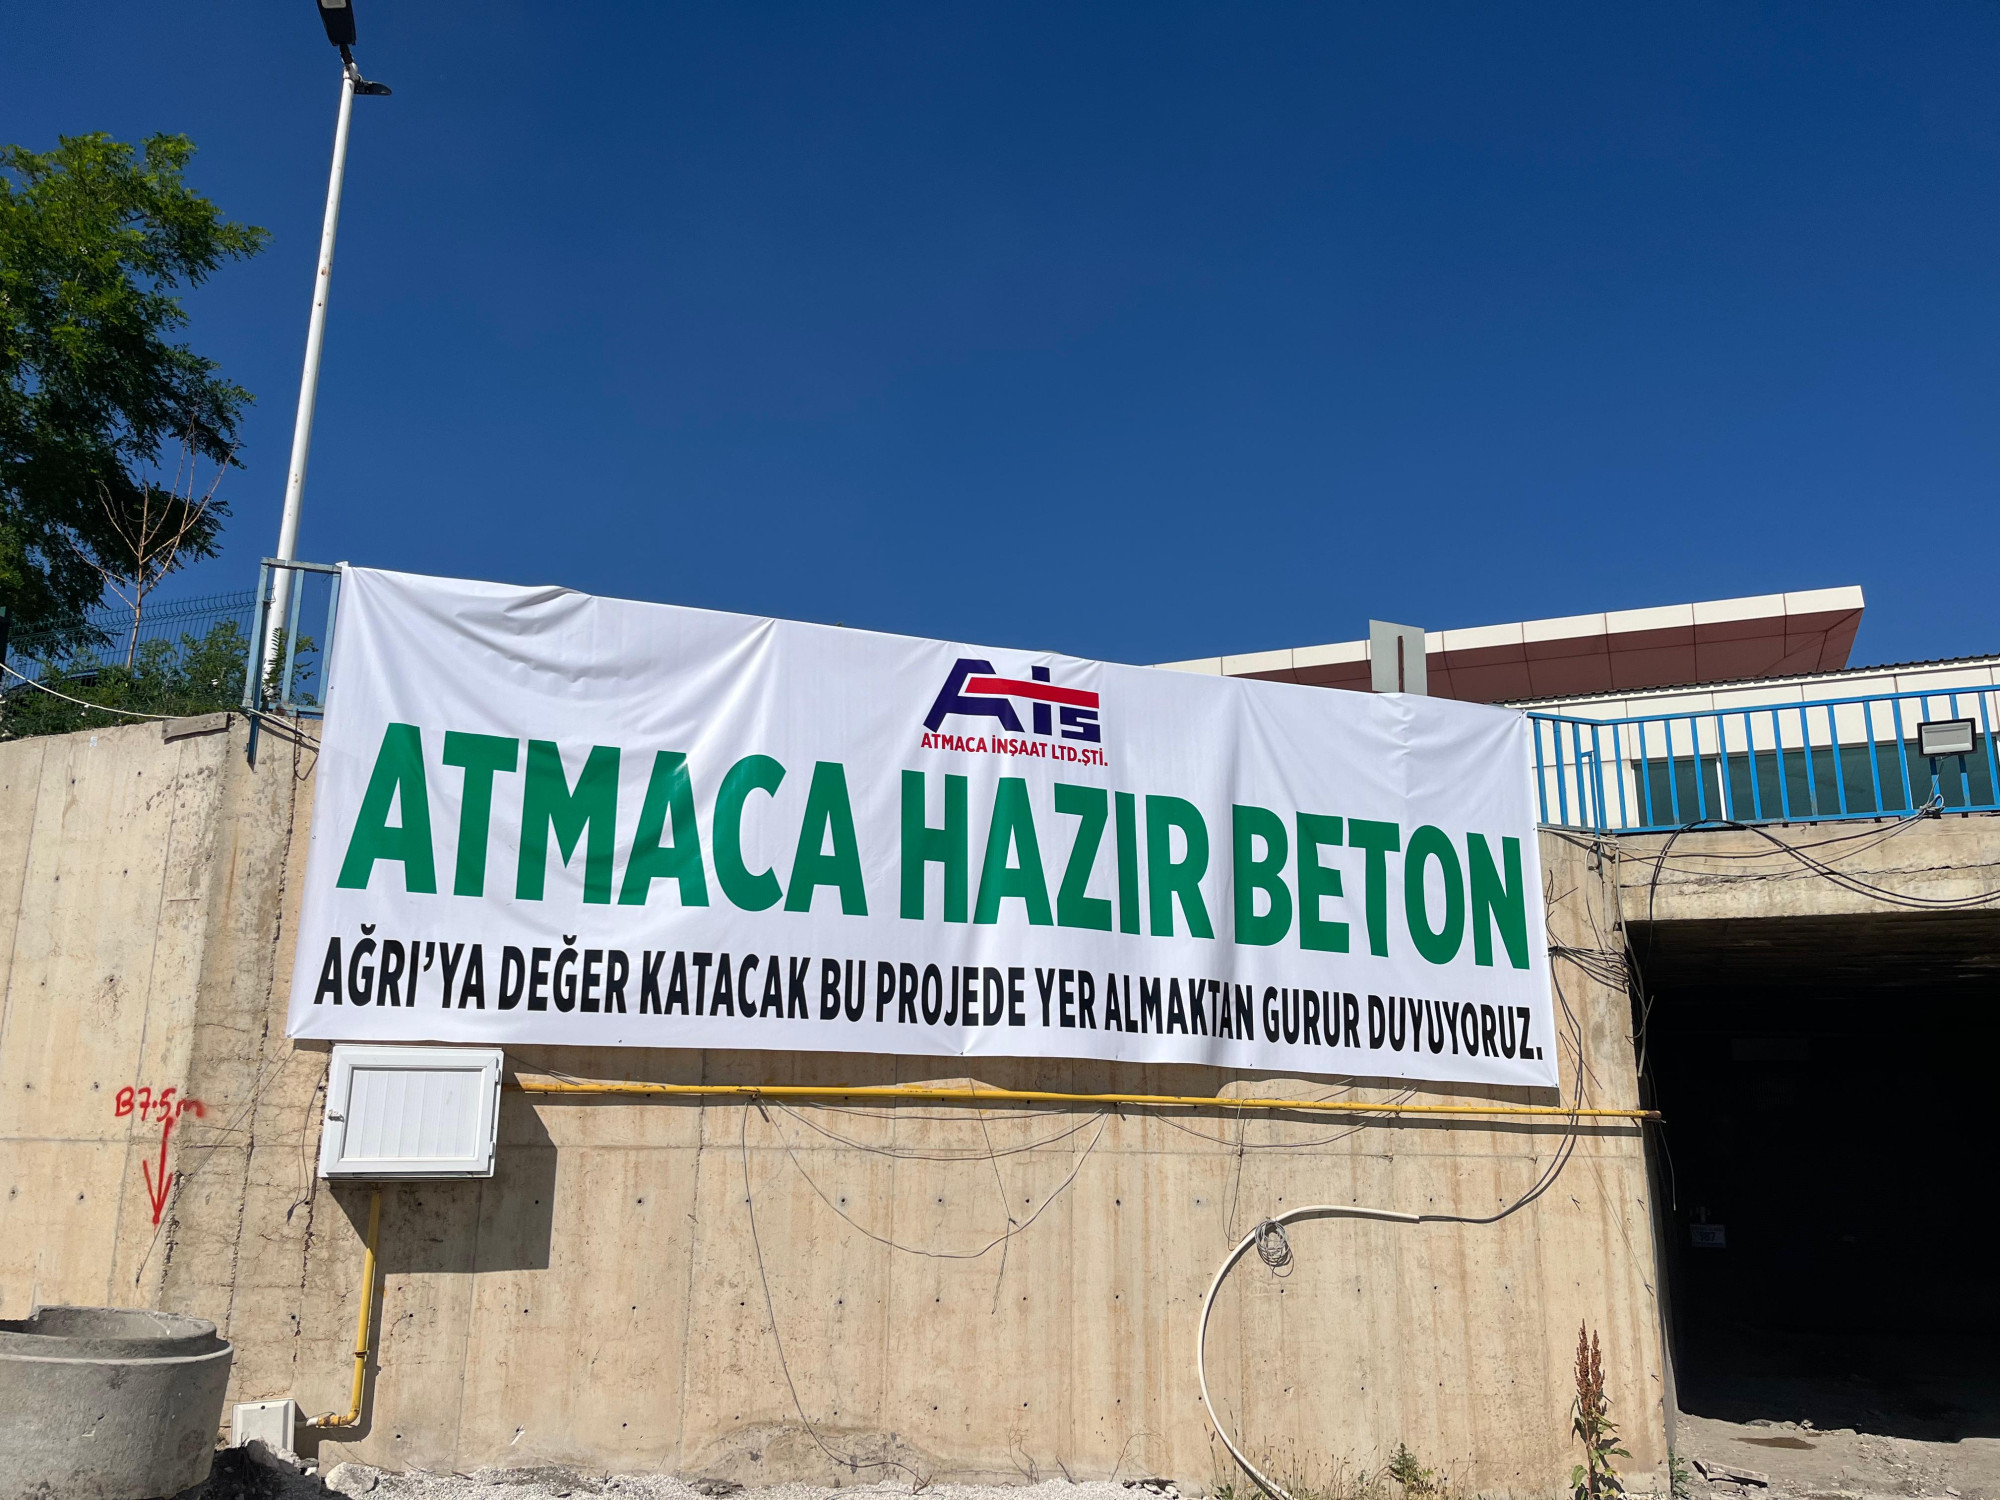 AİS
ATMACA İNŞAAT LTD.ŞTİ.
ATMACA HAZIR BETON
AĞRI'YA DEĞER KATACAK BU PROJEDE YER ALMAKTAN GURUR DUYUYORUZ.
B7.5m